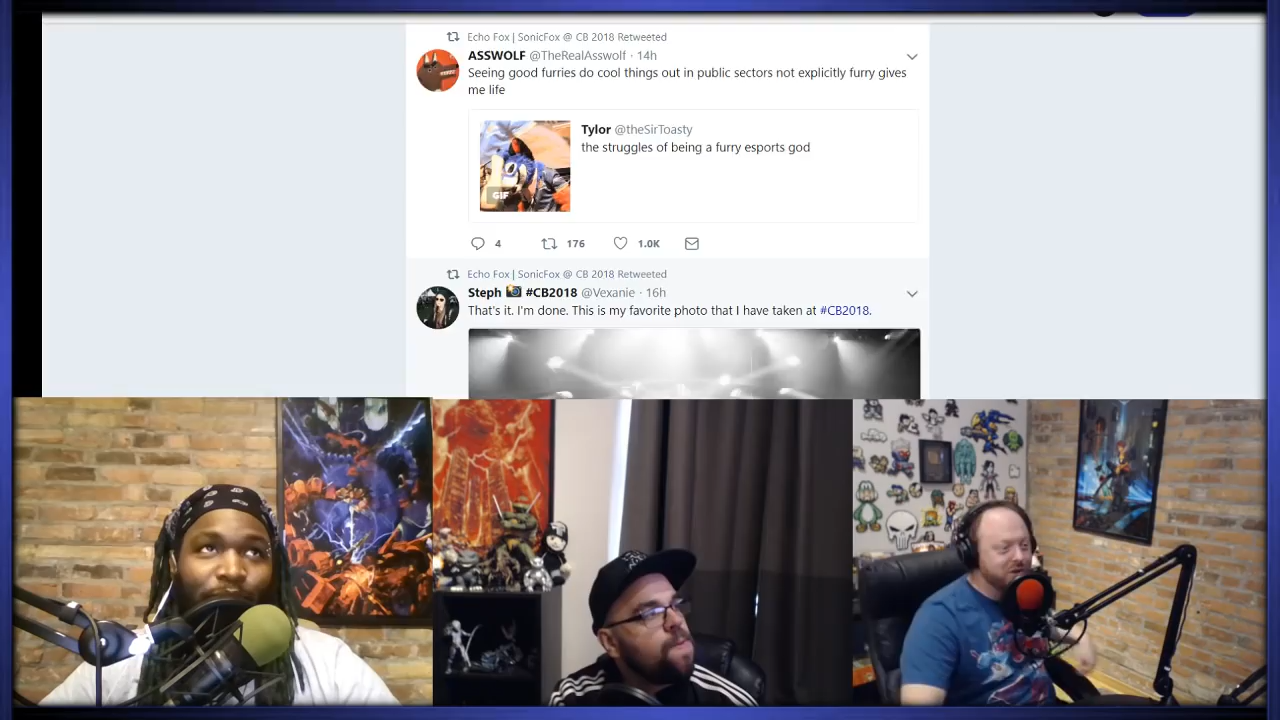 Echo Fox | SonicFox @ CB 2018 Retweeted
ASSWOLF @TheRealAsswolf · 14h
Seeing good furries do cool things out in public sectors not explicitly furry gives
me life
Tylor @theSirToasty
the struggles of being a furry esports god
GIF
4 176 1.0K
Echo Fox | SonicFox @ CB 2018 Retweeted
Steph 📷 #CB2018 @Vexanie · 16h
That's it. I'm done. This is my favorite photo that I have taken at #CB2018.